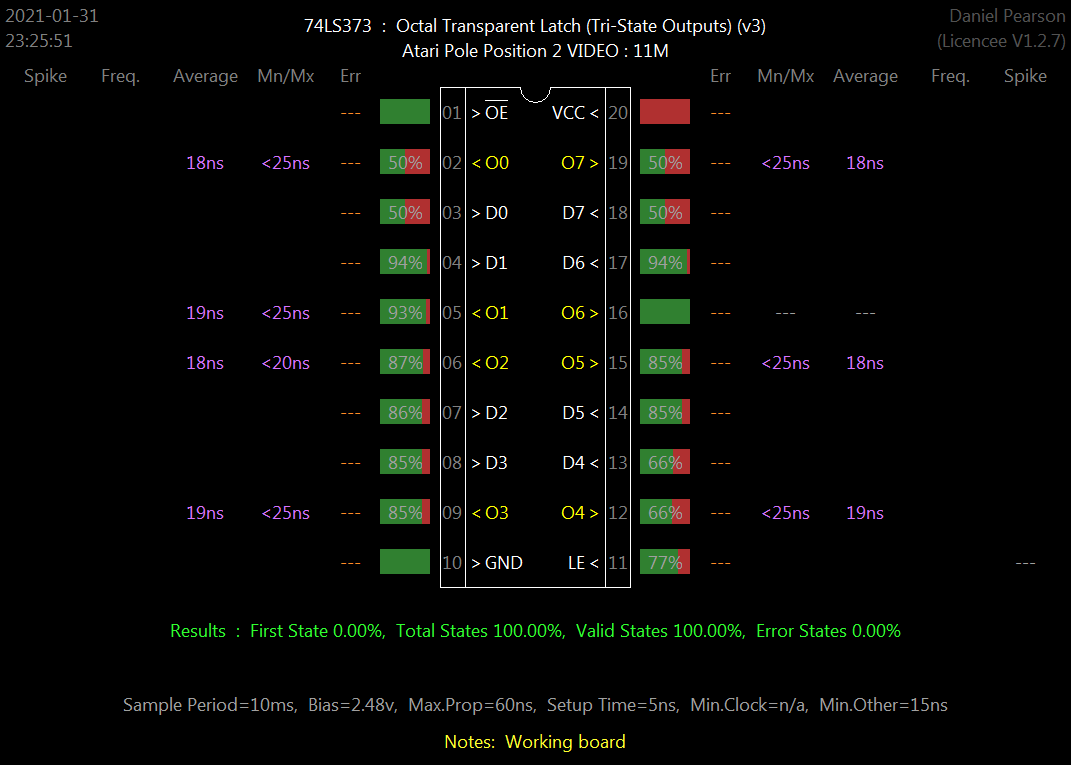 2021-01-31
23:25:51
74LS373 : Octal Transparent Latch (Tri-State Outputs) (v3)
Atari Pole Position 2 VIDEO : 11M
Daniel Pearson
(Licencee V1.2.7)
Spike Freq. Average Mn/Mx Err Err Mn/Mx Average Freq. Spike
--- 01 > OE VCC < 20 ---
18ns <25ns --- 50% 02 < O0 O7 > 19 50% --- <25ns 18ns
--- 50% 03 > D0 D7 < 18 50% ---
--- 94% 04 > D1 D6 < 17 94% ---
19ns <25ns --- 93% 05 < O1 O6 > 16 --- --- ---
18ns <20ns --- 87% 06 < O2 O5 > 15 85% --- <25ns 18ns
--- 86% 07 > D2 D5 < 14 85% ---
--- 85% 08 > D3 D4 < 13 66% ---
19ns <25ns --- 85% 09 < O3 O4 > 12 66% --- <25ns 19ns
--- 10 > GND LE < 11 77% --- ---
Results : First State 0.00%, Total States 100.00%, Valid States 100.00%, Error States 0.00%
Sample Period=10ms, Bias=2.48v, Max.Prop=60ns, Setup Time=5ns, Min.Clock=n/a, Min.Other=15ns
Notes: Working board